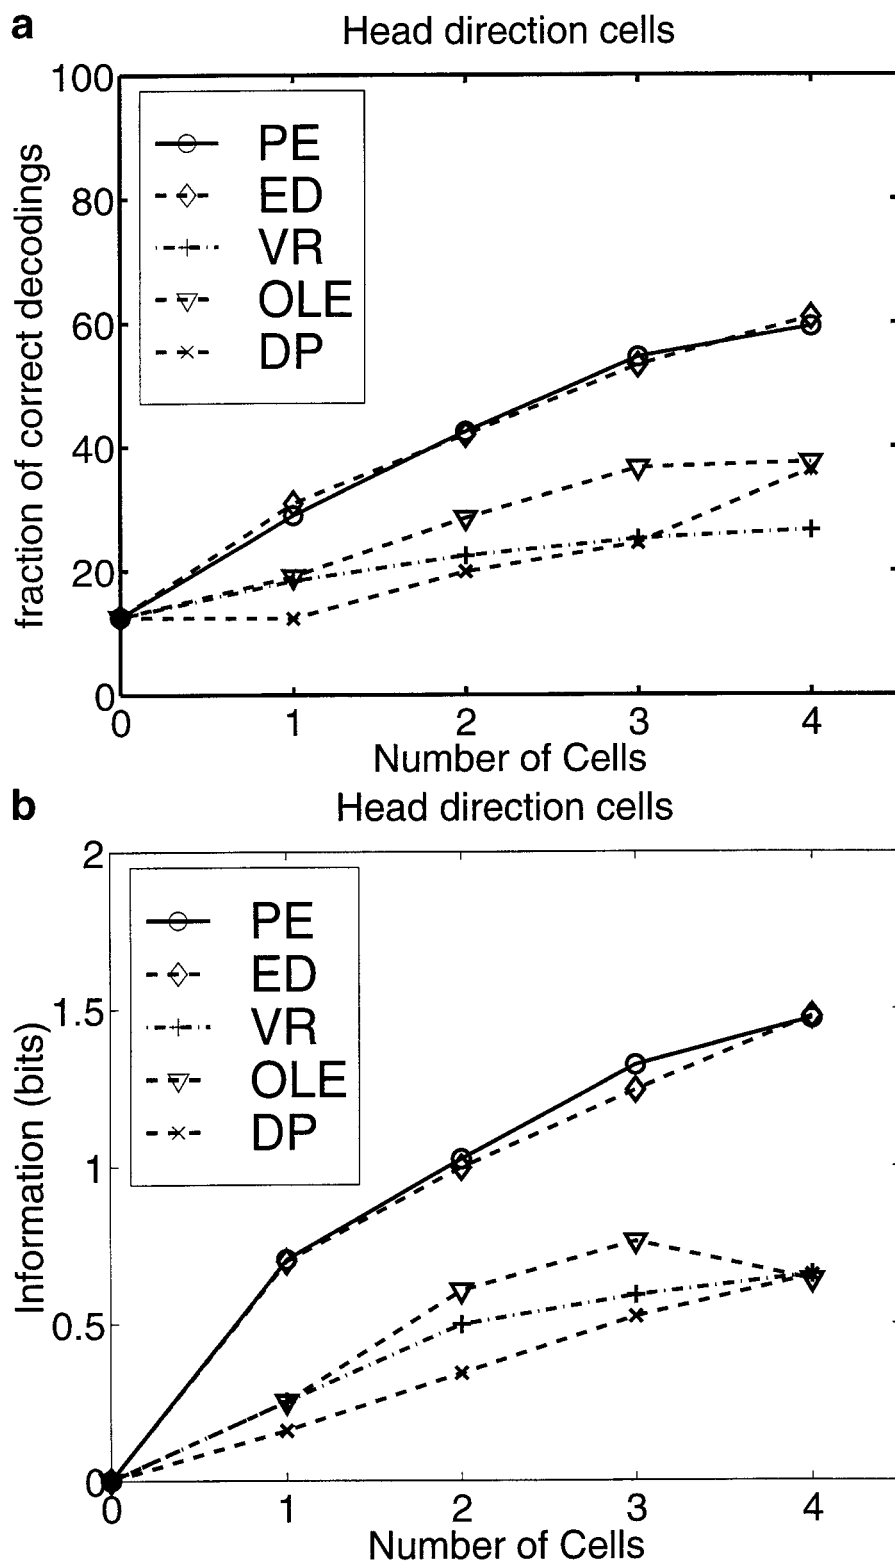 a
Head direction cells
100
80
60
40
20
0
fraction of correct decodings
PE
ED
VR
OLE
DP
0 1 2 3 4
Number of Cells
b
Head direction cells
2
1.5
1
0.5
0
Information (bits)
PE
ED
VR
OLE
DP
0 1 2 3 4
Number of Cells